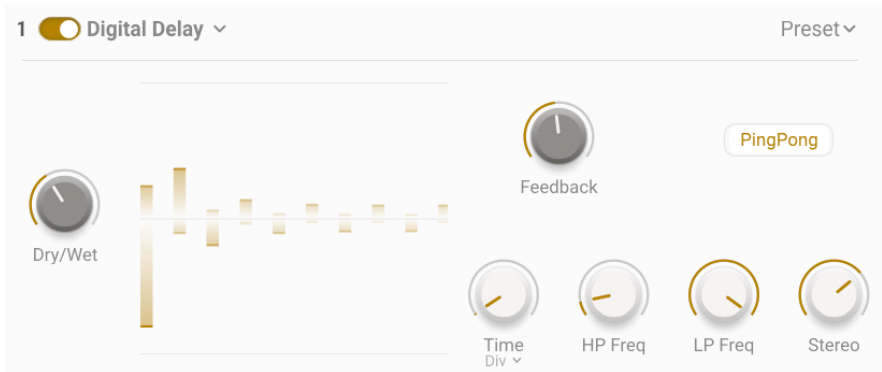 1 Digital Delay
Preset
PingPong
Feedback
Dry/Wet
Time
HP Freq
LP Freq
Stereo
Div